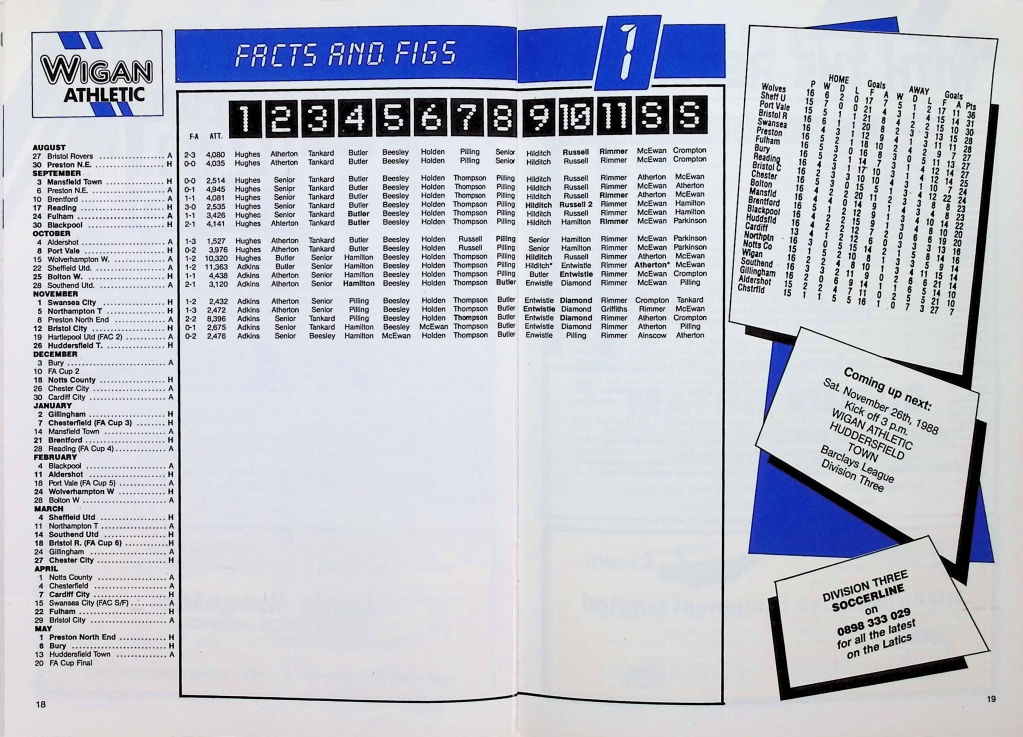 WIGAN
ATHLETIC
FACTS AND FIGS
1
F-A ATT. 1 2 3 4 5 6 7 8 9 10 11 S S
AUGUST
27 Bristol Rovers A 2-3 4,080 Hughes Atherton Tankard Butler Beesley Holden Pilling Senior Hilditch Russell Rimmer McEwan Crompton
30 Preston N.E. A 0-0 4,035 Hughes Atherton Tankard Butler Beesley Holden Pilling Senior Hilditch Russell Rimmer McEwan Crompton
SEPTEMBER
3 Mansfield Town H 0-0 2,514 Hughes Senior Tankard Butler Beesley Holden Thompson Pilling Hilditch Russell Rimmer Atherton McEwan
6 Preston N.E. A 0-1 4,945 Hughes Senior Tankard Butler Beesley Holden Thompson Pilling Hilditch Russell Rimmer McEwan Atherton
10 Brentford A 1-1 4,081 Hughes Senior Tankard Butler Beesley Holden Thompson Pilling Hilditch Russell Rimmer Atherton McEwan
17 Reading H 3-0 2,535 Hughes Senior Tankard Butler Beesley Holden Thompson Pilling Hilditch Russell 2 Rimmer McEwan Hamilton
24 Fulham H 1-1 3,426 Hughes Senior Tankard Butler Beesley Holden Thompson Pilling Hilditch Russell Rimmer McEwan Hamilton
30 Blackpool H 2-1 4,141 Hughes Atherton Tankard Butler Beesley Holden Thompson Pilling Hilditch Hamilton Rimmer McEwan Parkinson
OCTOBER
4 Aldershot A 1-3 1,527 Hughes Atherton Tankard Butler Beesley Holden Russell Pilling Senior Hamilton Rimmer McEwan Parkinson
8 Port Vale A 0-2 3,976 Hughes Atherton Tankard Butler Beesley Holden Russell Pilling Senior Hamilton Rimmer McEwan Parkinson
15 Wolverhampton W. A 1-2 10,320 Hughes Butler Senior Hamilton Beesley Holden Thompson Pilling Hilditch Russell Rimmer Atherton McEwan
22 Sheffield Utd. A 1-2 11,363 Adkins Butler Senior Hamilton Beesley Holden Thompson Pilling Hilditch* Entwistle Rimmer Atherton* McEwan
25 Bolton W. H 1-1 4,438 Adkins Atherton Senior Hamilton Beesley Holden Thompson Pilling Butler Entwistle Rimmer McEwan Crompton
28 Southend Utd. A 2-1 3,120 Adkins Atherton Senior Hamilton Beesley Holden Thompson Butler Entwistle Diamond Rimmer McEwan Pilling
NOVEMBER
1 Swansea City H 1-2 2,432 Adkins Atherton Senior Pilling Beesley Holden Thompson Butler Entwistle Diamond Rimmer Crompton Tankard
5 Northampton T H 1-3 2,472 Adkins Atherton Senior Pilling Beesley Holden Thompson Butler Entwistle Diamond Griffiths Rimmer McEwan
8 Preston North End A 2-2 8,396 Adkins Senior Tankard Pilling Beesley Holden Thompson Butler Entwistle Diamond Rimmer Atherton Crompton
12 Bristol City H 0-1 2,675 Adkins Senior Tankard Hamilton Beesley McEwan Thompson Butler Entwistle Diamond Rimmer Atherton Pilling
19 Hartlepool Utd (FAC 2) A 0-2 2,476 Adkins Senior Beesley Hamilton McEwan Holden Thompson Butler Enwistle Pilling Rimmer Ainscow Atherton
26 Huddersfield T. H
DECEMBER
3 Bury A
10 FA Cup 2
18 Notts County H
26 Chester City A
30 Cardiff City A
JANUARY
2 Gillingham H
7 Chesterfield (FA Cup 3) H
14 Mansfield Town A
21 Brentford H
28 Reading (FA Cup 4) A
FEBRUARY
4 Blackpool A
11 Aldershot H
18 Port Vale (FA Cup 5) H
24 Wolverhampton W H
28 Bolton W A
MARCH
4 Sheffield Utd H
11 Northampton T A
14 Southend Utd H
18 Bristol R. (FA Cup 6) H
24 Gillingham A
27 Chester City H
APRIL
1 Notts County A
4 Chesterfield A
7 Cardiff City H
15 Swansea City (FAC S/F) A
22 Fulham H
29 Bristol City A
MAY
1 Preston North End H
6 Bury H
13 Huddersfield Town A
20 FA Cup Final
18
HOME AWAY
Goals Goals
P W D L F A W D L F A Pts
Wolves 16 6 2 0 17 7 5 1 2 17 11 36
Sheff U
Port Vale
Bristol R
Swansea
Preston
Fulham
Bury
Reading
Bristol C
Chester
Bolton
Mansfld
Brentford
Blackpool
Huddsfld
Cardiff
Northptn
Notts Co
Wigan
Southend
Gillingham
Aldershot
Chstrfld 15 1 1 5 5 16 1 0 7 3 27 7
Coming up next:
Sat. November 26th, 1988
Kick off 3 p.m.
WIGAN ATHLETIC
HUDDERSFIELD
TOWN
Barclays League
Division Three
DIVISION THREE
SOCCERLINE
on
0898 333 029
for all the latest
on the Latics
19